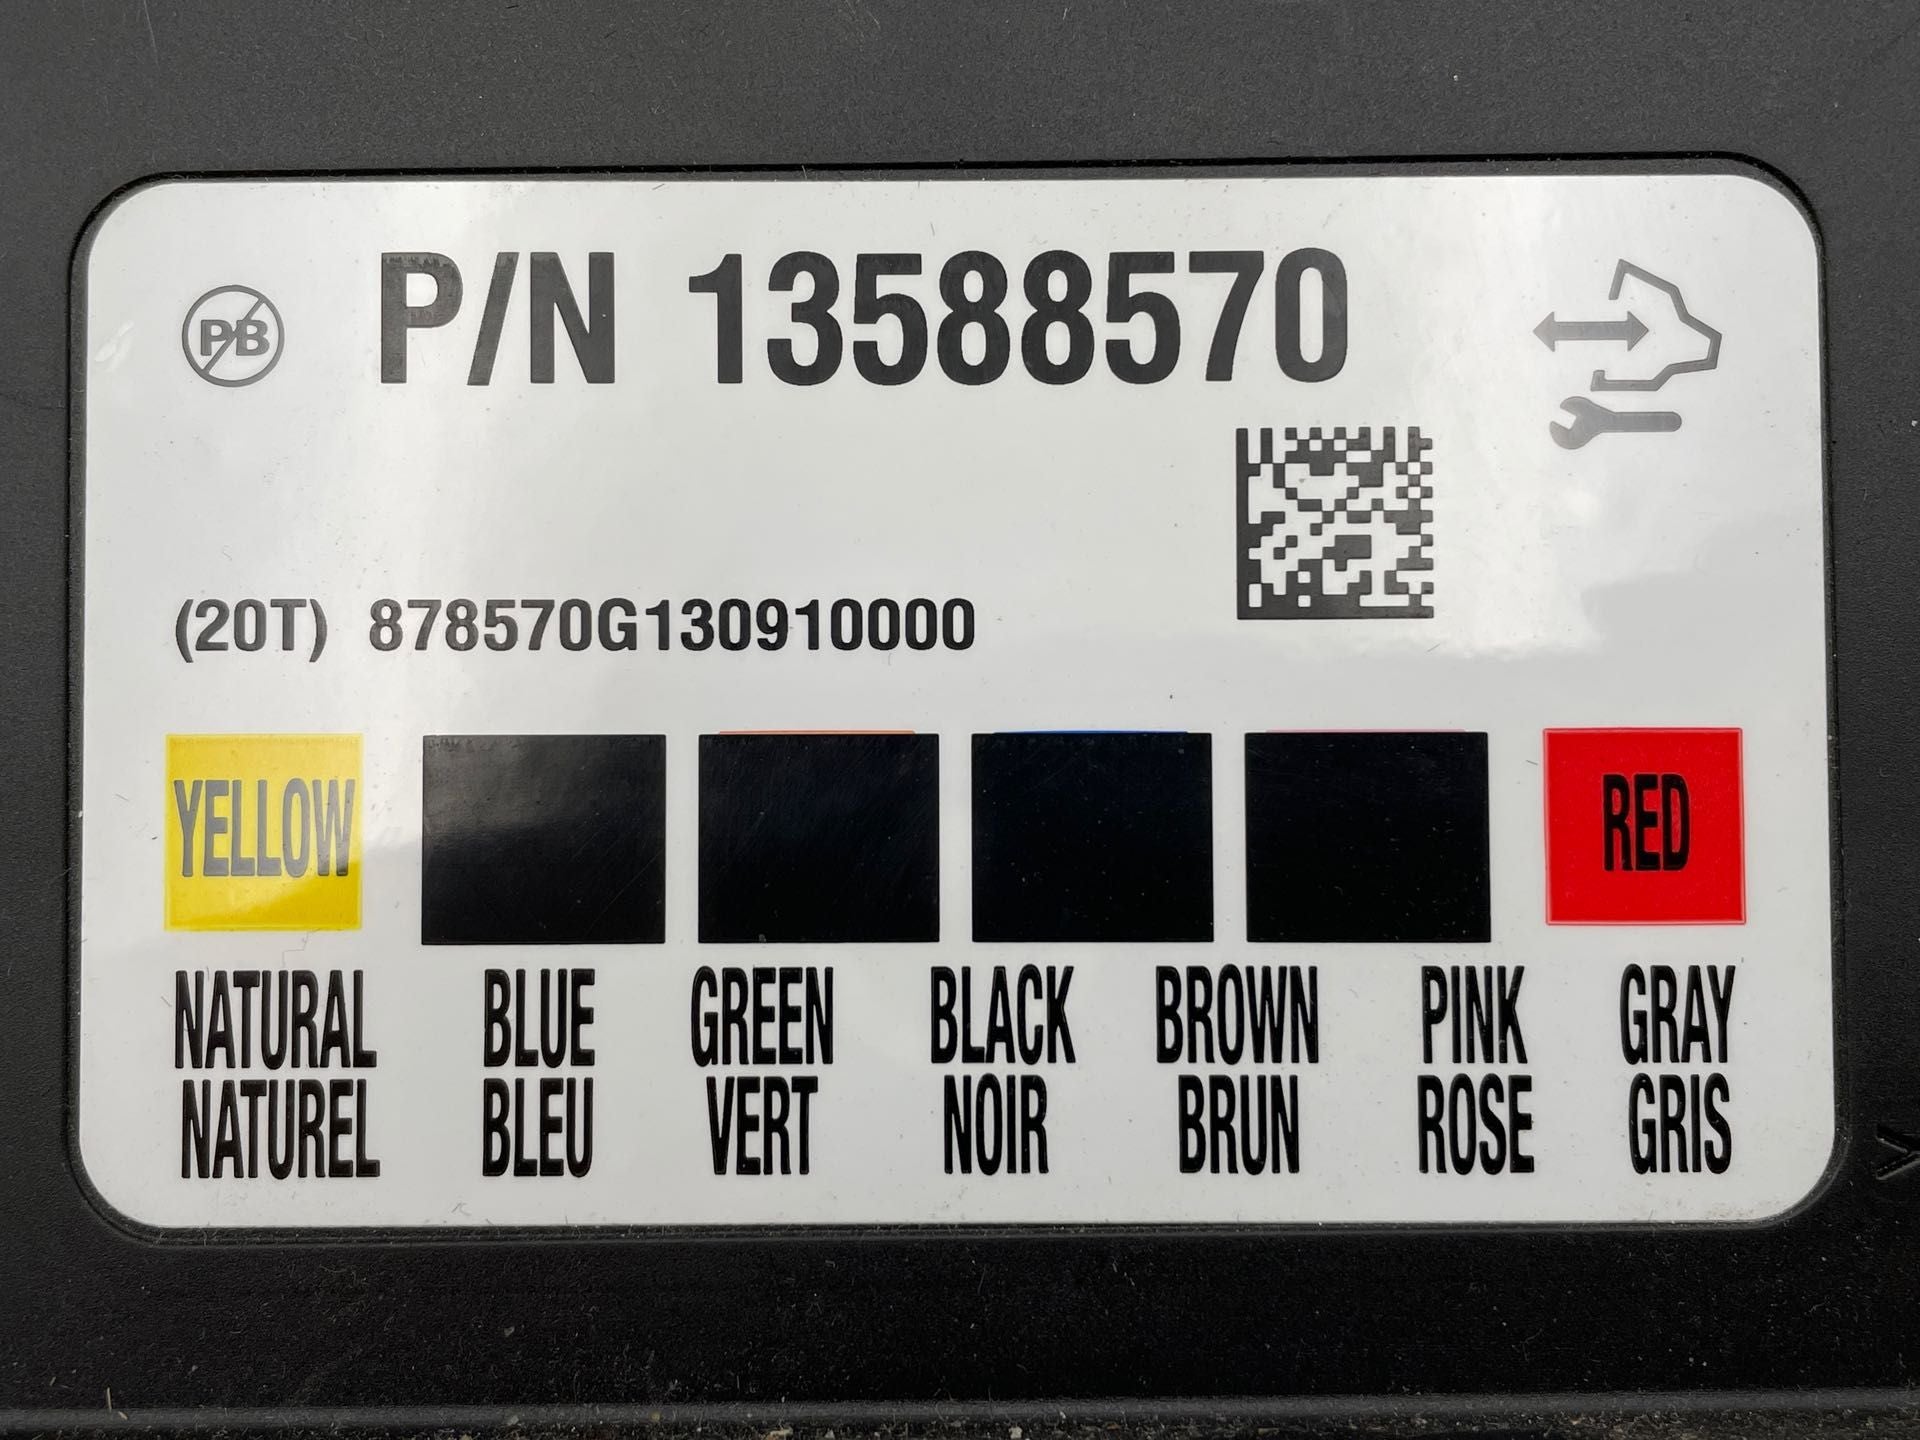 PB P/N 13588570
(20T) 878570G130910000
YELLOW RED
NATURAL BLUE GREEN BLACK BROWN PINK GRAY
NATUREL BLEU VERT NOIR BRUN ROSE GRIS